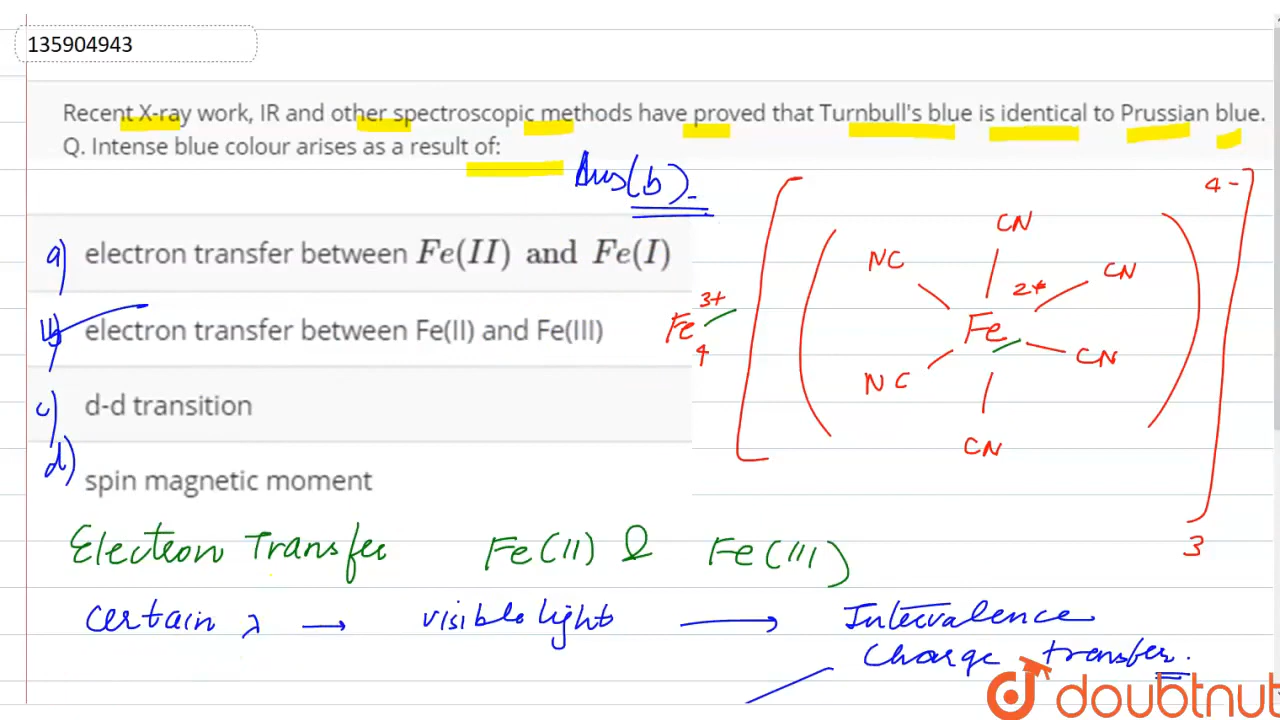 135904943
Recent X-ray work, IR and other spectroscopic methods have proved that Turnbull's blue is identical to Prussian blue.
Q. Intense blue colour arises as a result of:
Ans(b)-
a) electron transfer between Fe(II) and Fe(I)
electron transfer between Fe(II) and Fe(III)
c) d-d transition
d) spin magnetic moment
4-
CN
NC
CN
3+
2+
Fe
Fe
4
CN
NC
CN
3
Electron Transfer Fe(II) & Fe(III)
Certain λ → visible light → Intervalence
Charge transfer.
doubtnut